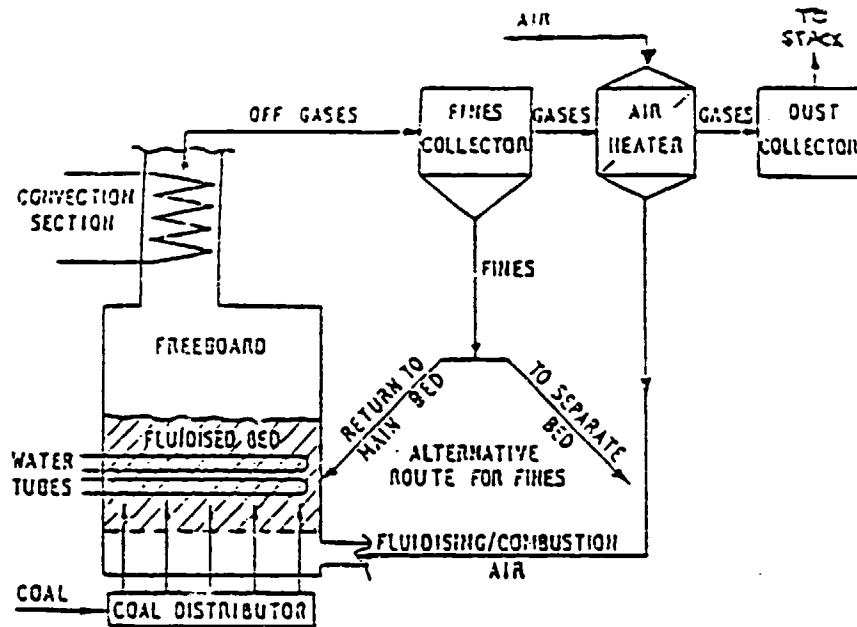 AIR
TO
STACK
OFF GASES
FINES
COLLECTOR
GASES
AIR
HEATER
GASES
DUST
COLLECTOR
CONVECTION
SECTION
FINES
FREEBOARD
RETURN TO
MAIN BED
TO SEPARATE
BED
FLUIDISED BED
WATER
TUBES
ALTERNATIVE
ROUTE FOR FINES
FLUIDISING/COMBUSTION
AIR
COAL
COAL DISTRIBUTOR